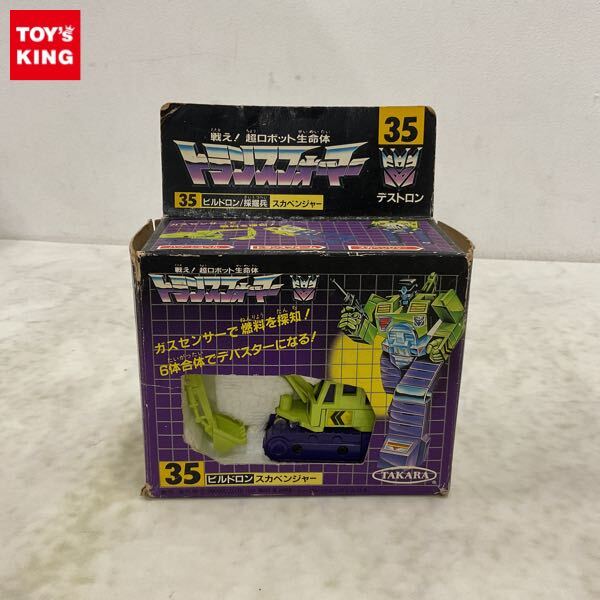 TOY's
KING
戦え! 超ロボット生命体
トランスフォーマー
35
デストロン
35 ビルドロン/採掘兵 スカベンジャー
戦え! 超ロボット生命体
トランスフォーマー
ガスセンサーで燃料を探知!
6体合体でデバスターになる!
35 ビルドロン スカベンジャー
TAKARA